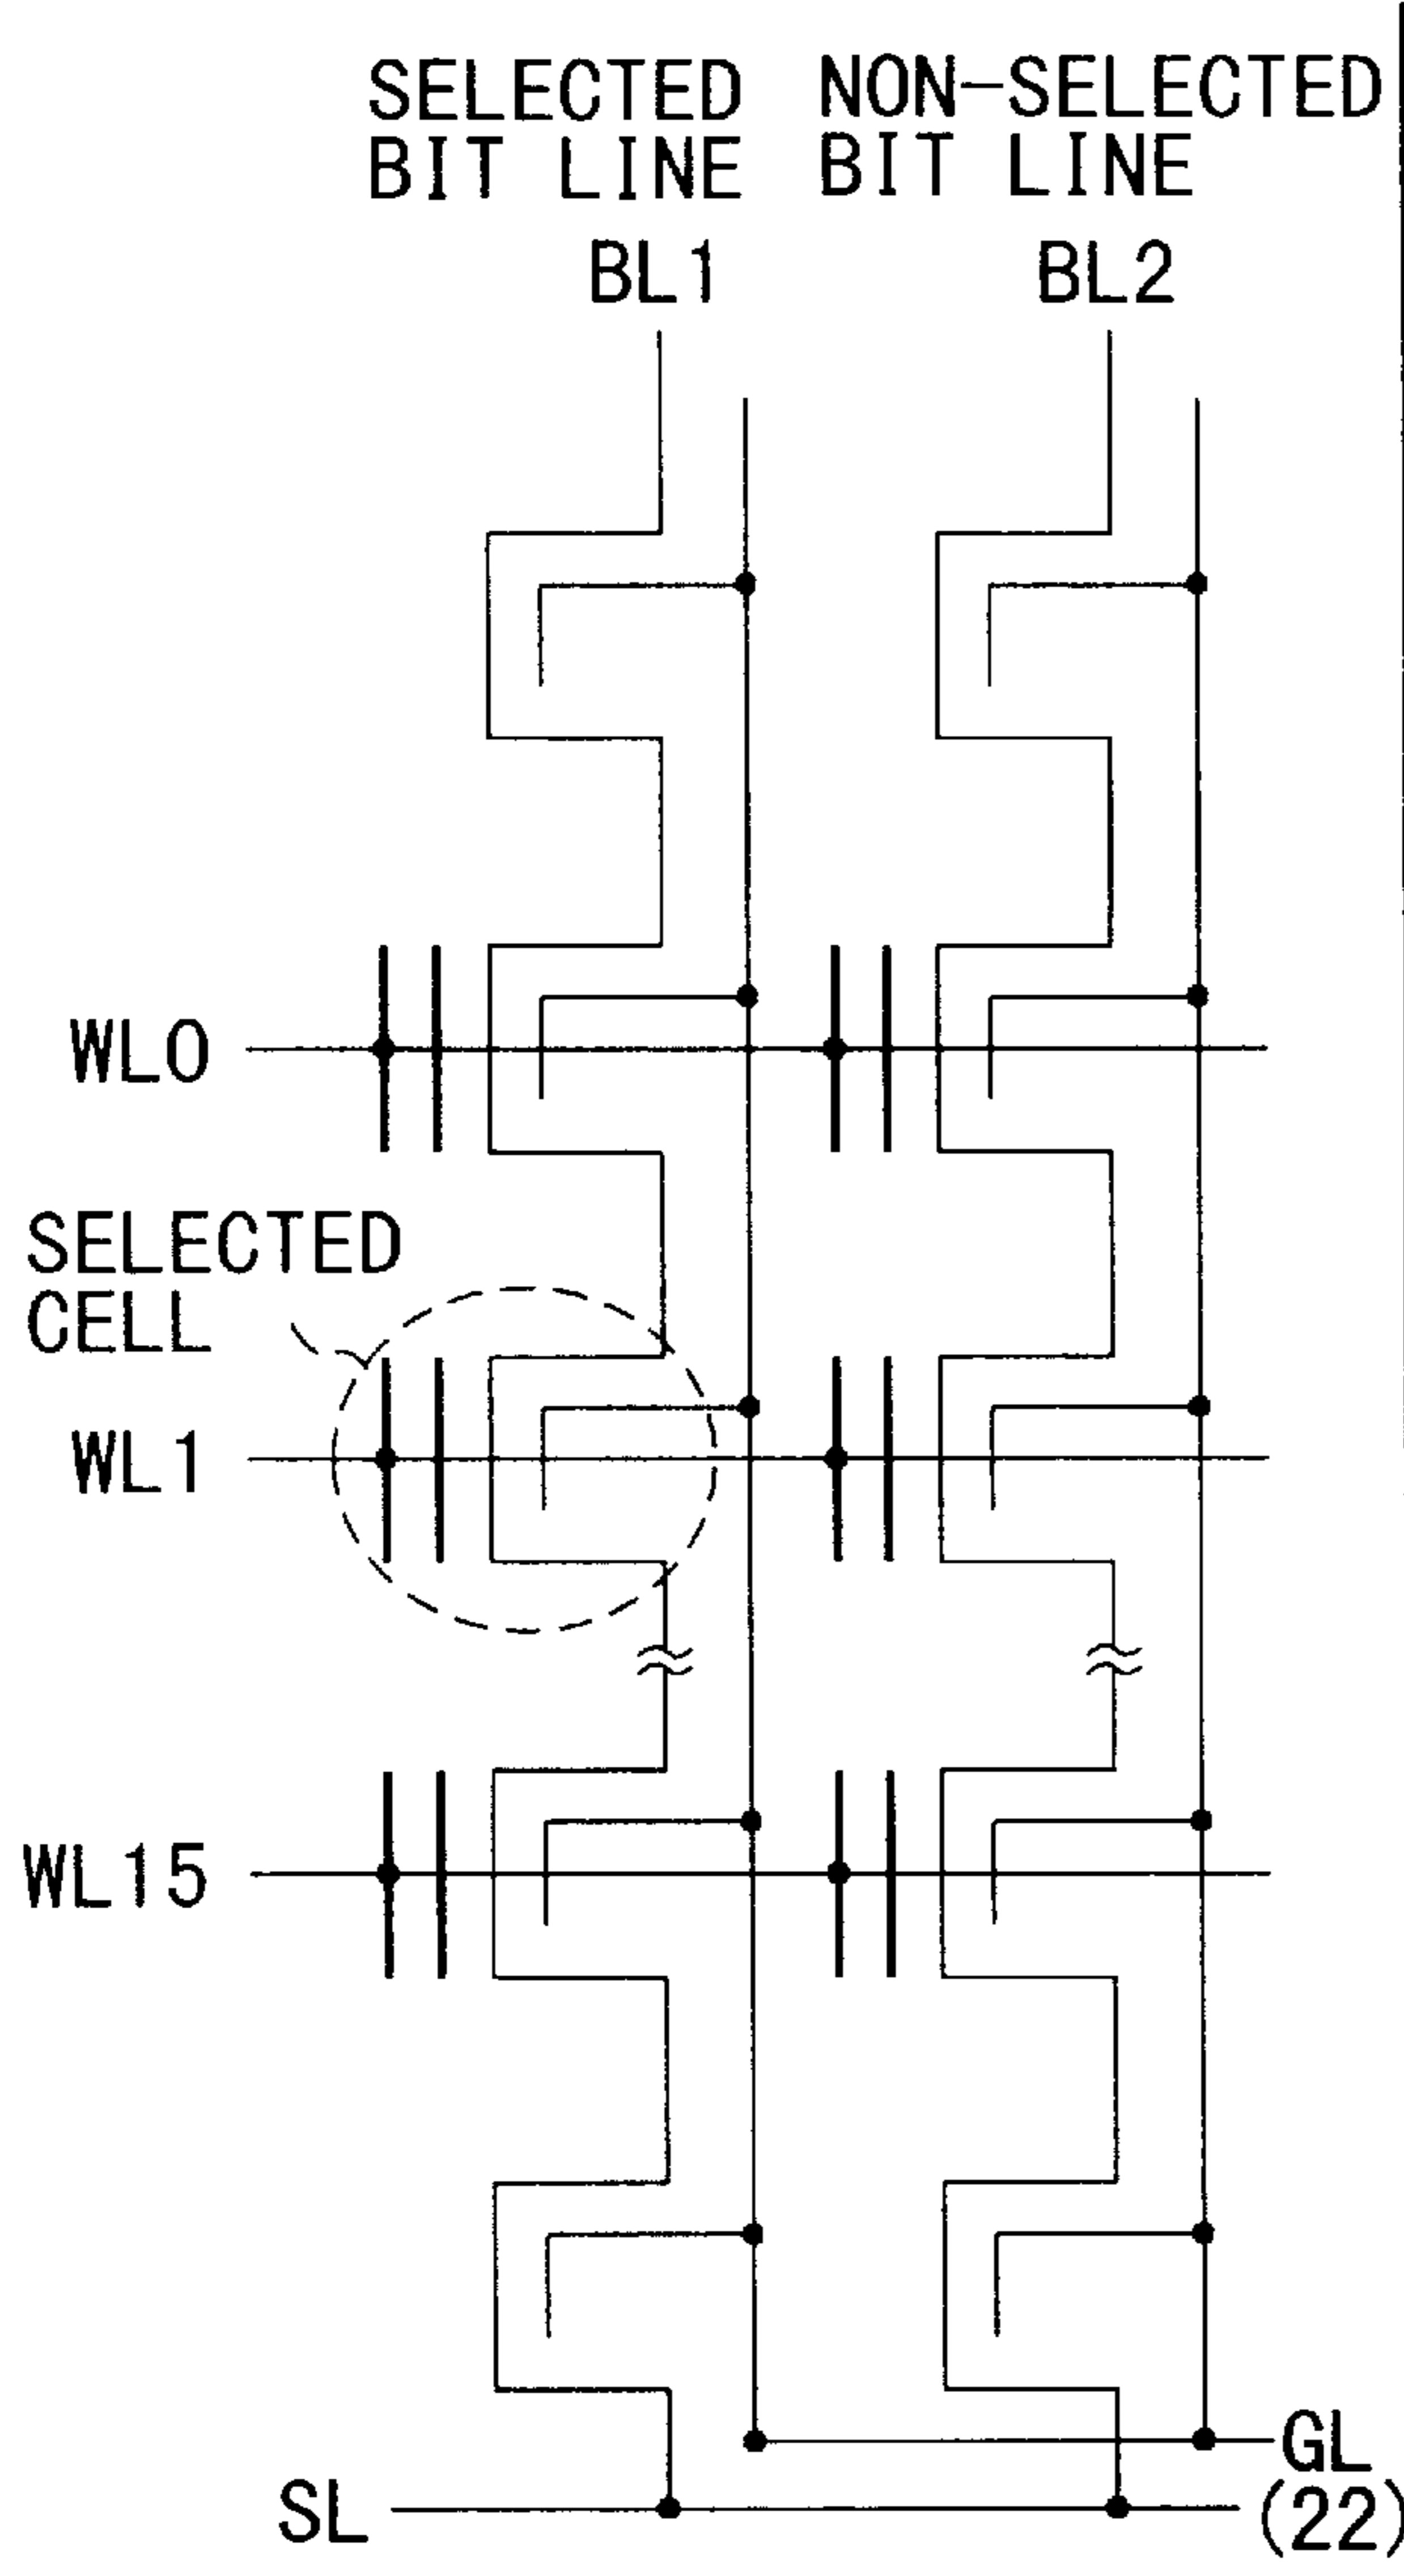 SELECTED
BIT LINE
NON-SELECTED
BIT LINE
BL1
BL2
WL0
SELECTED
CELL
WL1
WL15
GL
(22)
SL